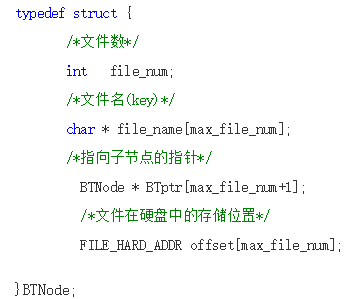 typedef struct {
/*文件数*/
int file_num;
/*文件名(key)*/
char * file_name[max_file_num];
/*指向子节点的指针*/
BTNode * BTptr[max_file_num+1];
/*文件在硬盘中的存储位置*/
FILE_HARD_ADDR offset[max_file_num];
}BTNode;